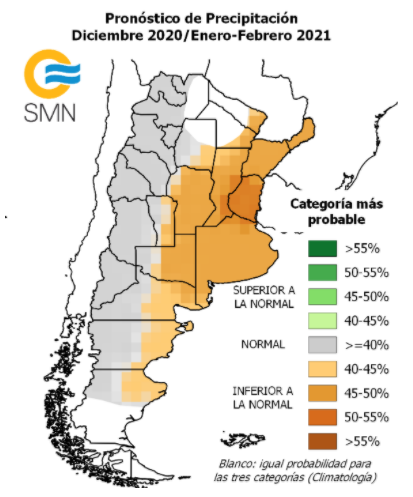 Pronóstico de Precipitación
Diciembre 2020/Enero-Febrero 2021
SMN
Categoría más
probable
>55%
50-55%
SUPERIOR A
LA NORMAL
45-50%
40-45%
NORMAL
>=40%
40-45%
INFERIOR A
LA NORMAL
45-50%
50-55%
>55%
Blanco: igual probabilidad para
las tres categorías (Climatología)